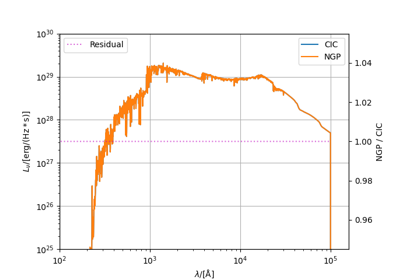 Residual
CIC
NGP
10^30
10^29
10^28
10^27
10^26
10^25
L_ν/[erg/(Hz*s)]
1.04
1.02
1.00
0.98
0.96
NGP / CIC
10^2
10^3
10^4
10^5
λ/[Å]